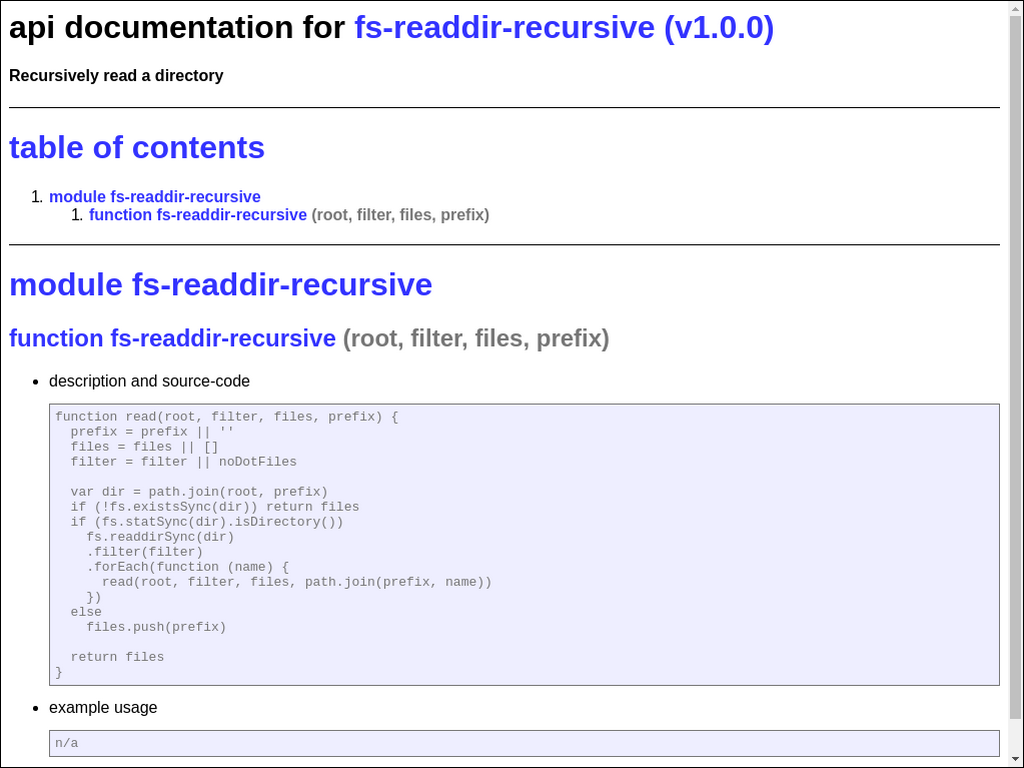 api documentation for fs-readdir-recursive (v1.0.0)
Recursively read a directory
table of contents
1. module fs-readdir-recursive
1. function fs-readdir-recursive (root, filter, files, prefix)
module fs-readdir-recursive
function fs-readdir-recursive (root, filter, files, prefix)
• description and source-code
function read(root, filter, files, prefix) {
  prefix = prefix || ''
  files = files || []
  filter = filter || noDotFiles

  var dir = path.join(root, prefix)
  if (!fs.existsSync(dir)) return files
  if (fs.statSync(dir).isDirectory())
    fs.readdirSync(dir)
    .filter(filter)
    .forEach(function (name) {
      read(root, filter, files, path.join(prefix, name))
    })
  else
    files.push(prefix)

  return files
}
• example usage
n/a